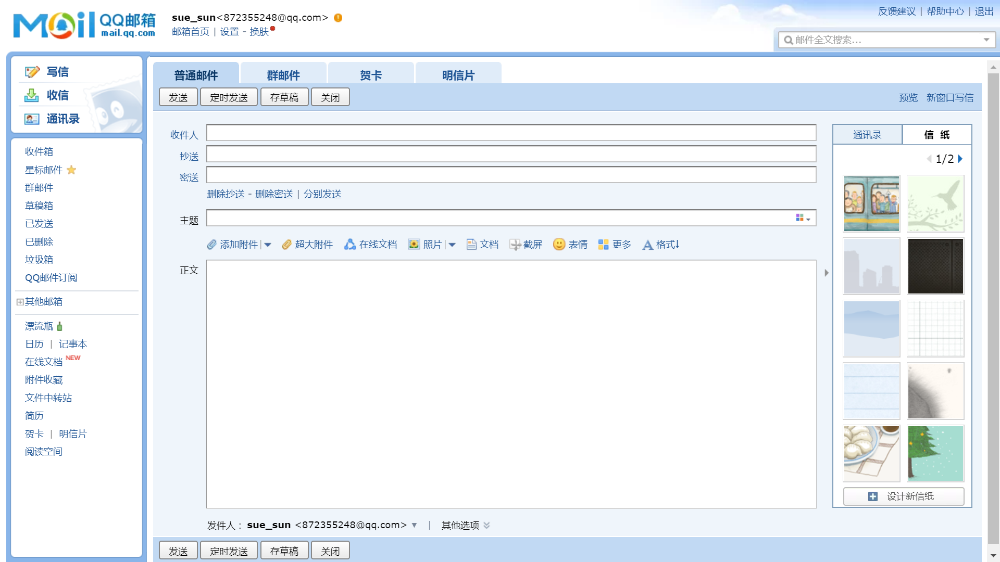 Mail QQ邮箱 mail.qq.com
sue_sun<872355248@qq.com>
邮箱首页 | 设置 - 换肤
反馈建议 | 帮助中心 | 退出
邮件全文搜索...
写信
收信
通讯录
收件箱
星标邮件
群邮件
草稿箱
已发送
已删除
垃圾箱
QQ邮件订阅
其他邮箱
漂流瓶
日历 | 记事本
在线文档 NEW
附件收藏
文件中转站
简历
贺卡 | 明信片
阅读空间
普通邮件 群邮件 贺卡 明信片
发送 定时发送 存草稿 关闭 预览 新窗口写信
收件人
抄送
密送
删除抄送 - 删除密送 | 分别发送
主题
添加附件 超大附件 在线文档 照片 文档 截屏 表情 更多 格式↓
正文
通讯录 信 纸
1/2
设计新信纸
发件人：sue_sun <872355248@qq.com> | 其他选项
发送 定时发送 存草稿 关闭